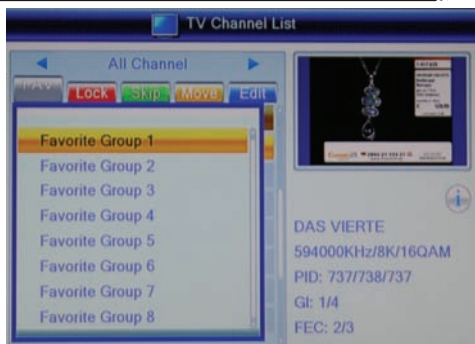 TV Channel List
All Channel
FAV Lock Skip Move Edit
Favorite Group 1
Favorite Group 2
Favorite Group 3
Favorite Group 4
Favorite Group 5
Favorite Group 6
Favorite Group 7
Favorite Group 8
DAS VIERTE
594000KHz/8K/16QAM
PID: 737/738/737
GI: 1/4
FEC: 2/3